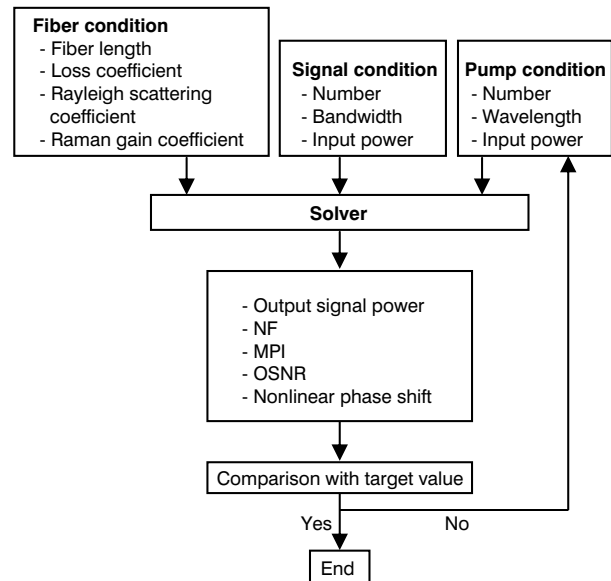 Fiber condition
- Fiber length
- Loss coefficient
- Rayleigh scattering
coefficient
- Raman gain coefficient
Signal condition
- Number
- Bandwidth
- Input power
Pump condition
- Number
- Wavelength
- Input power
Solver
- Output signal power
- NF
- MPI
- OSNR
- Nonlinear phase shift
Comparison with target value
Yes
No
End